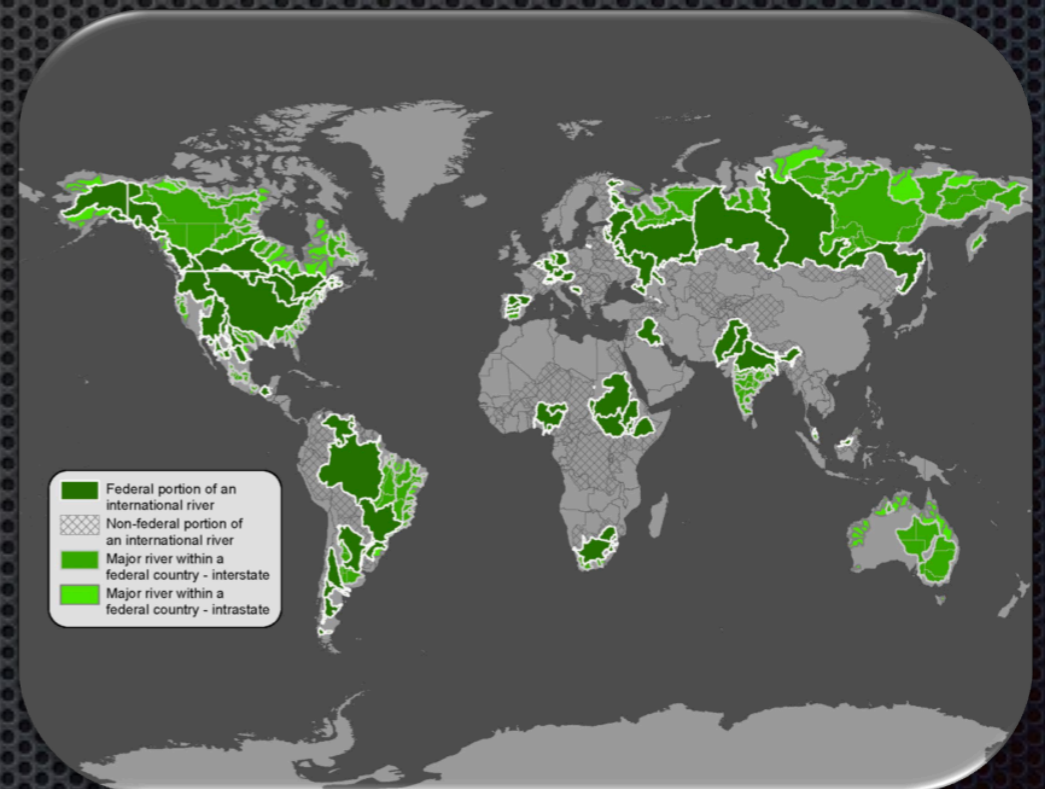 Federal portion of an
international river
Non-federal portion of
an international river
Major river within a
federal country - interstate
Major river within a
federal country - intrastate